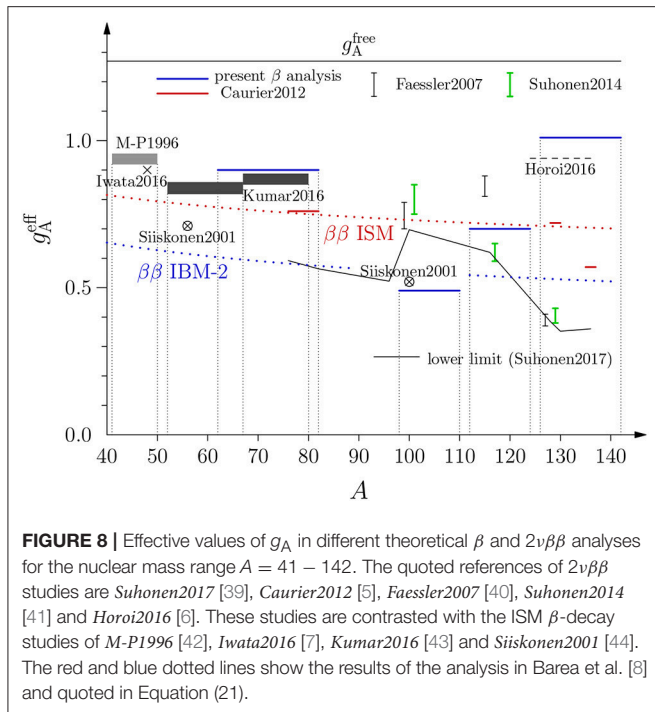 g_A^free
present β analysis
Caurier2012
Faessler2007
Suhonen2014
M-P1996
Iwata2016
Kumar2016
Horoi2016
Siiskonen2001
ββ ISM
ββ IBM-2
Siiskonen2001
lower limit (Suhonen2017)
g_A^eff
1.0
0.5
0.0
40 50 60 70 80 90 100 110 120 130 140
A
FIGURE 8 | Effective values of g_A in different theoretical β and 2νββ analyses
for the nuclear mass range A = 41 − 142. The quoted references of 2νββ
studies are Suhonen2017 [39], Caurier2012 [5], Faessler2007 [40], Suhonen2014
[41] and Horoi2016 [6]. These studies are contrasted with the ISM β-decay
studies of M-P1996 [42], Iwata2016 [7], Kumar2016 [43] and Siiskonen2001 [44].
The red and blue dotted lines show the results of the analysis in Barea et al. [8]
and quoted in Equation (21).